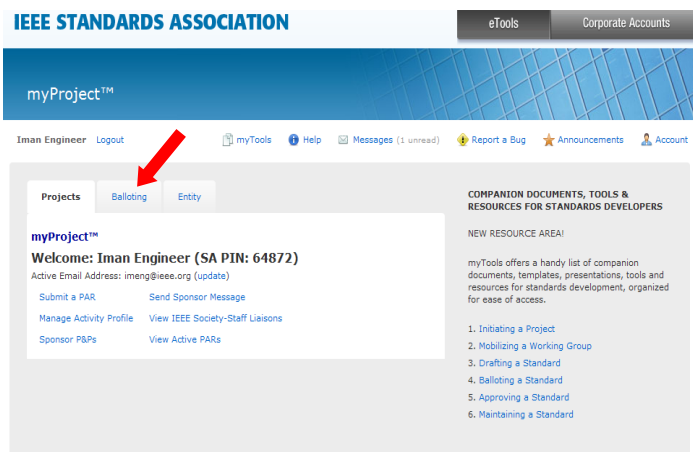 IEEE STANDARDS ASSOCIATION
eTools
Corporate Accounts
myProject™
Iman Engineer Logout myTools Help Messages (1 unread) Report a Bug Announcements Account
Projects Balloting Entity
myProject™
Welcome: Iman Engineer (SA PIN: 64872)
Active Email Address: imeng@ieee.org (update)
Submit a PAR Send Sponsor Message
Manage Activity Profile View IEEE Society-Staff Liaisons
Sponsor P&Ps View Active PARs
COMPANION DOCUMENTS, TOOLS &
RESOURCES FOR STANDARDS DEVELOPERS
NEW RESOURCE AREA!
myTools offers a handy list of companion
documents, templates, presentations, tools and
resources for standards development, organized
for ease of access.
1. Initiating a Project
2. Mobilizing a Working Group
3. Drafting a Standard
4. Balloting a Standard
5. Approving a Standard
6. Maintaining a Standard